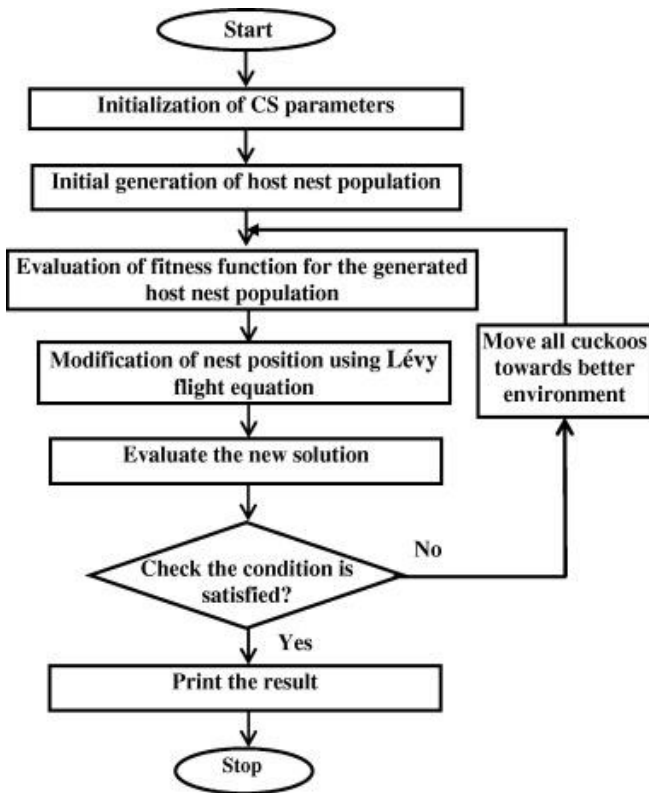 Start
Initialization of CS parameters
Initial generation of host nest population
Evaluation of fitness function for the generated
host nest population
Modification of nest position using Lévy
flight equation
Move all cuckoos
towards better
environment
Evaluate the new solution
No
Check the condition is
satisfied?
Yes
Print the result
Stop